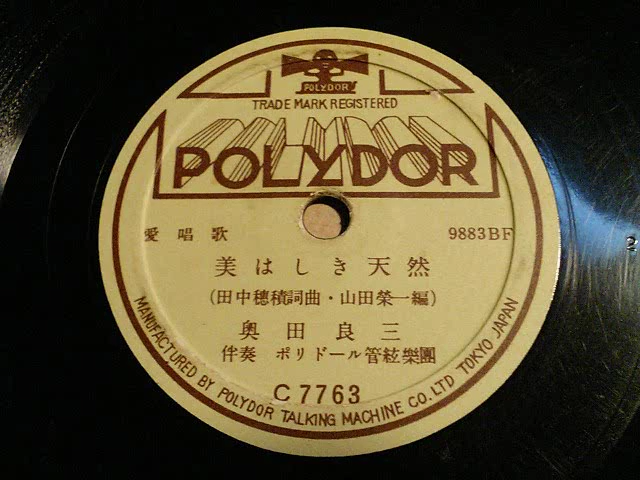 POLYDOR
TRADE MARK REGISTERED
POLYDOR
愛唱歌
9883BF
美はしき天然
(田中穂積詞曲・山田榮一編)
奥田良三
伴奏 ポリドール管絃樂團
C7763
MANUFACTURED BY POLYDOR TALKING MACHINE CO. LTD TOKYO JAPAN